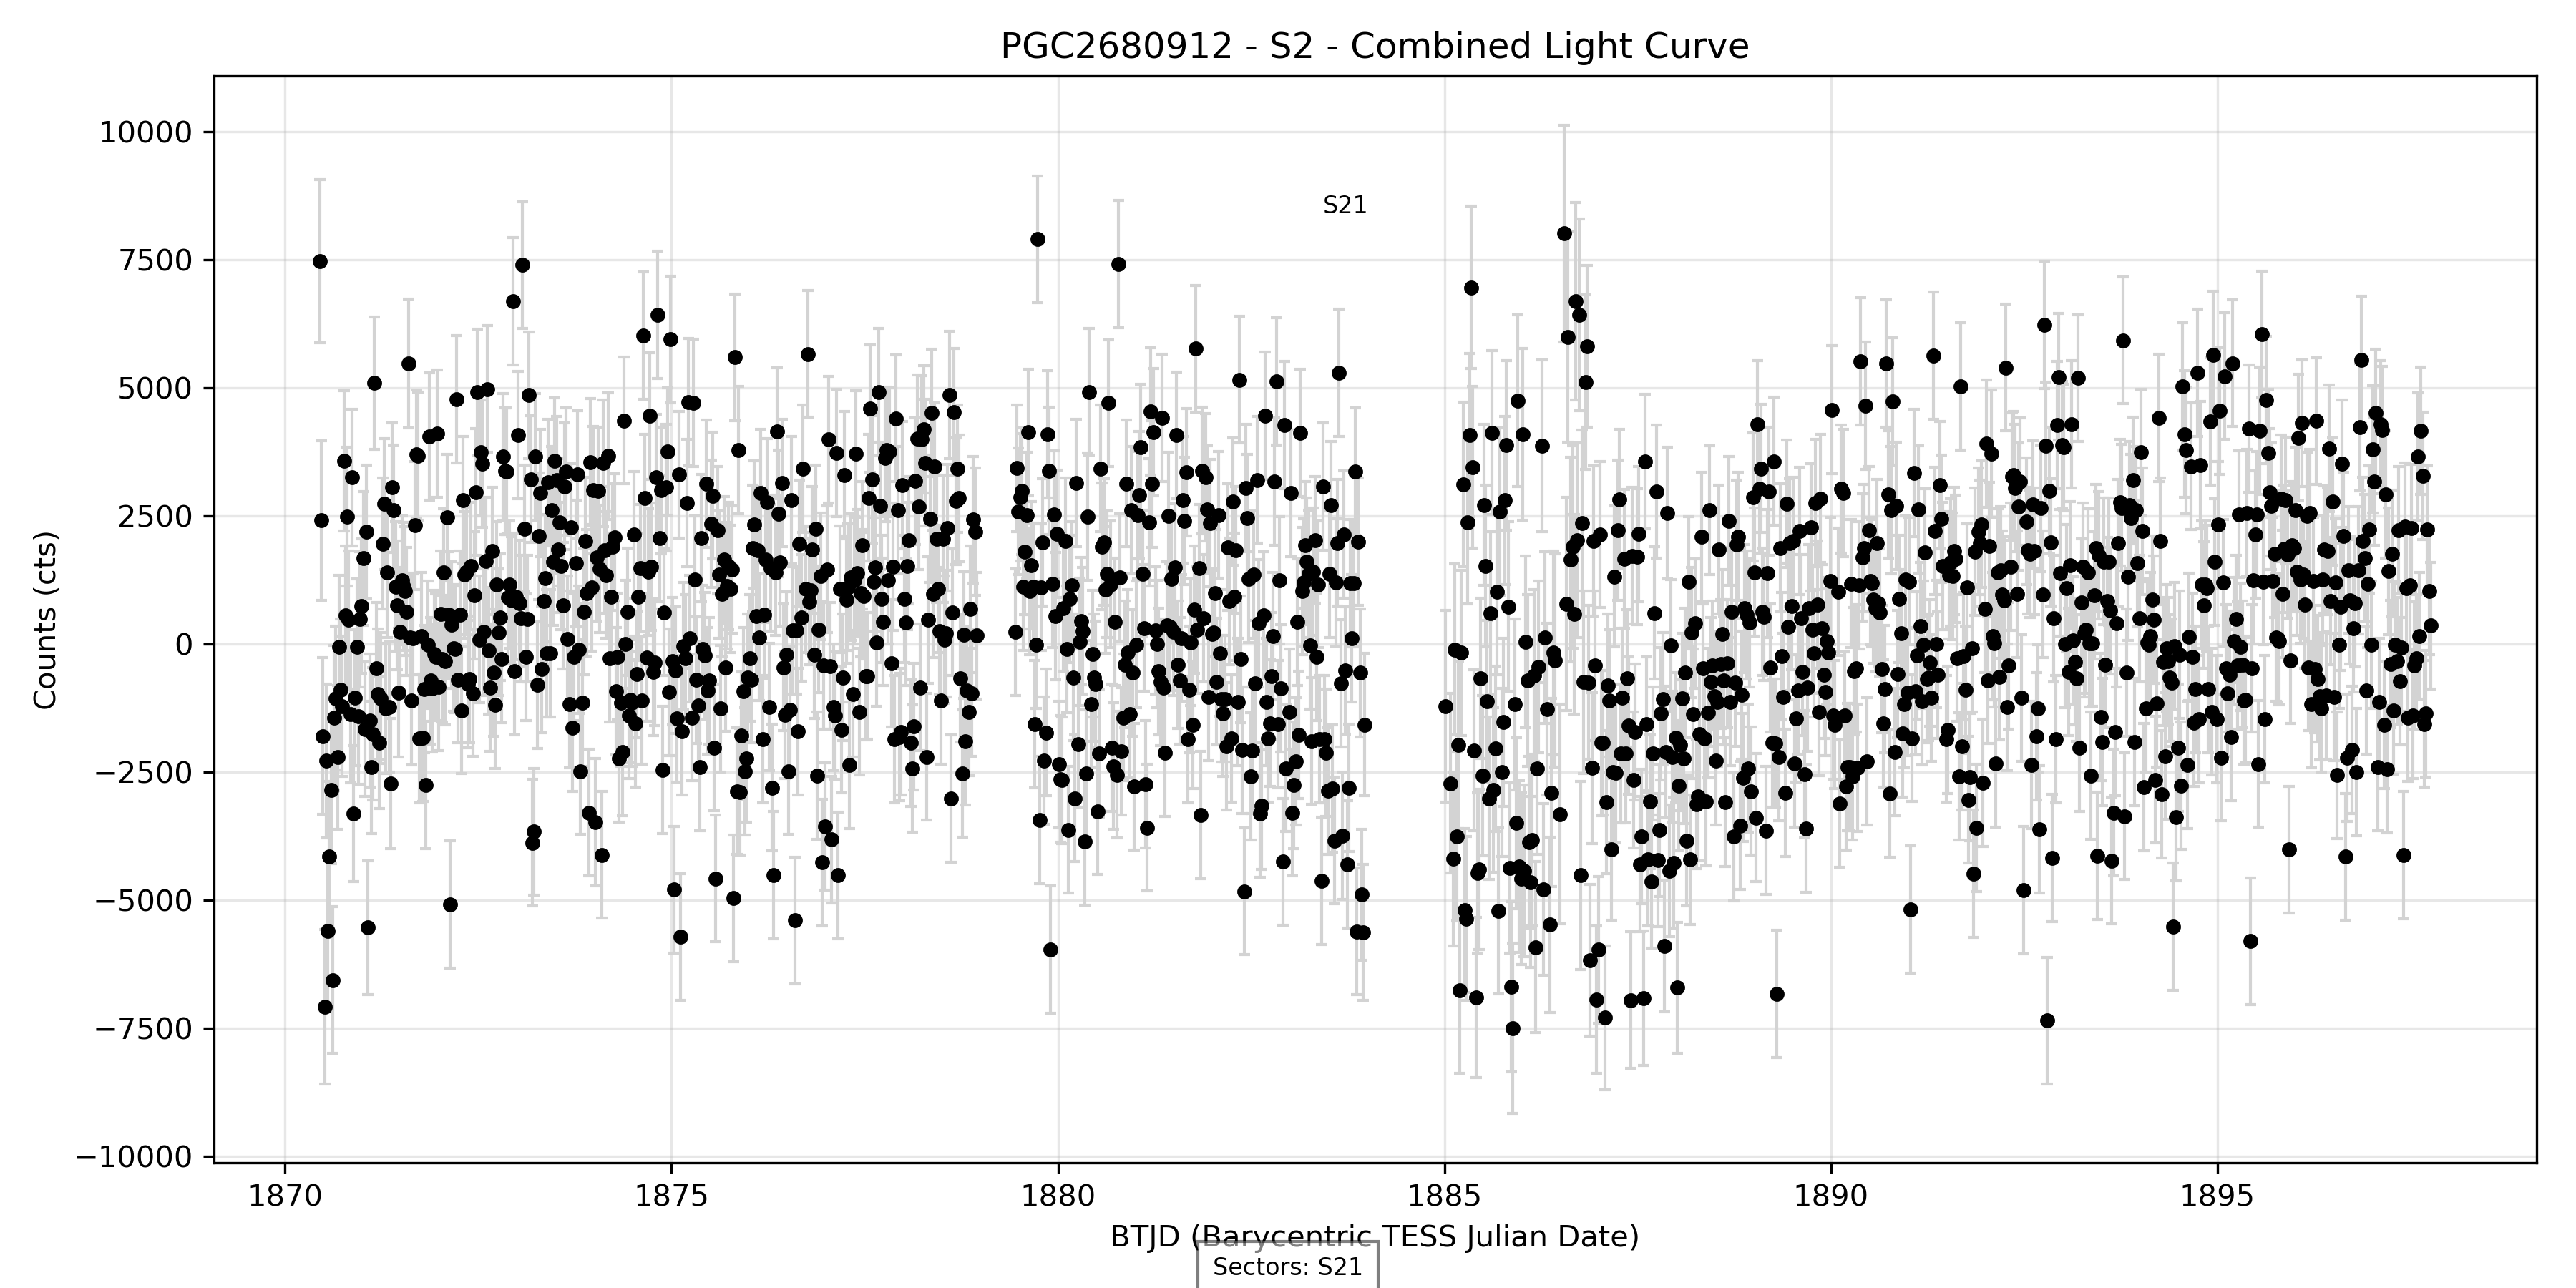 PGC2680912 - S2 - Combined Light Curve
10000
7500
5000
2500
0
−2500
−5000
−7500
−10000
Counts (cts)
S21
1870 1875 1880 1885 1890 1895
BTJD (Barycentric TESS Julian Date)
Sectors: S21